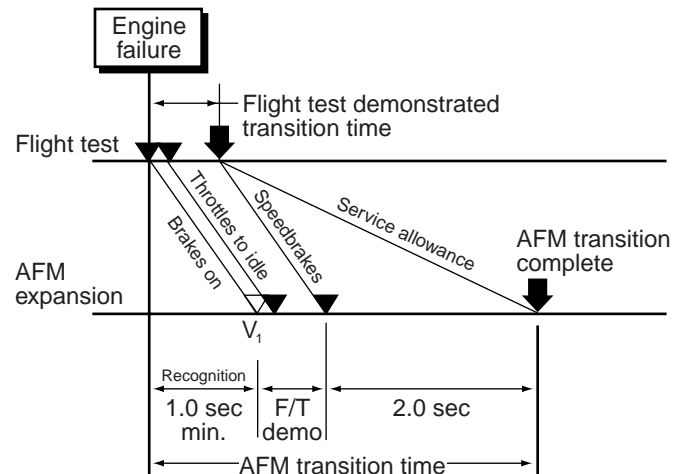 Engine
failure
Flight test demonstrated
transition time
Flight test
Brakes on
Throttles to idle
Speedbrakes
Service allowance
AFM transition
complete
AFM
expansion
V1
Recognition
1.0 sec
min.
F/T
demo
2.0 sec
AFM transition time